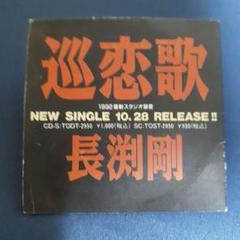 巡恋歌
1992最新スタジオ録音
NEW SINGLE 10.28 RELEASE!!
CD-S:TODT-2950 ¥1,000(税込) SC:TOST-2950 ¥930(税込)
長渕剛